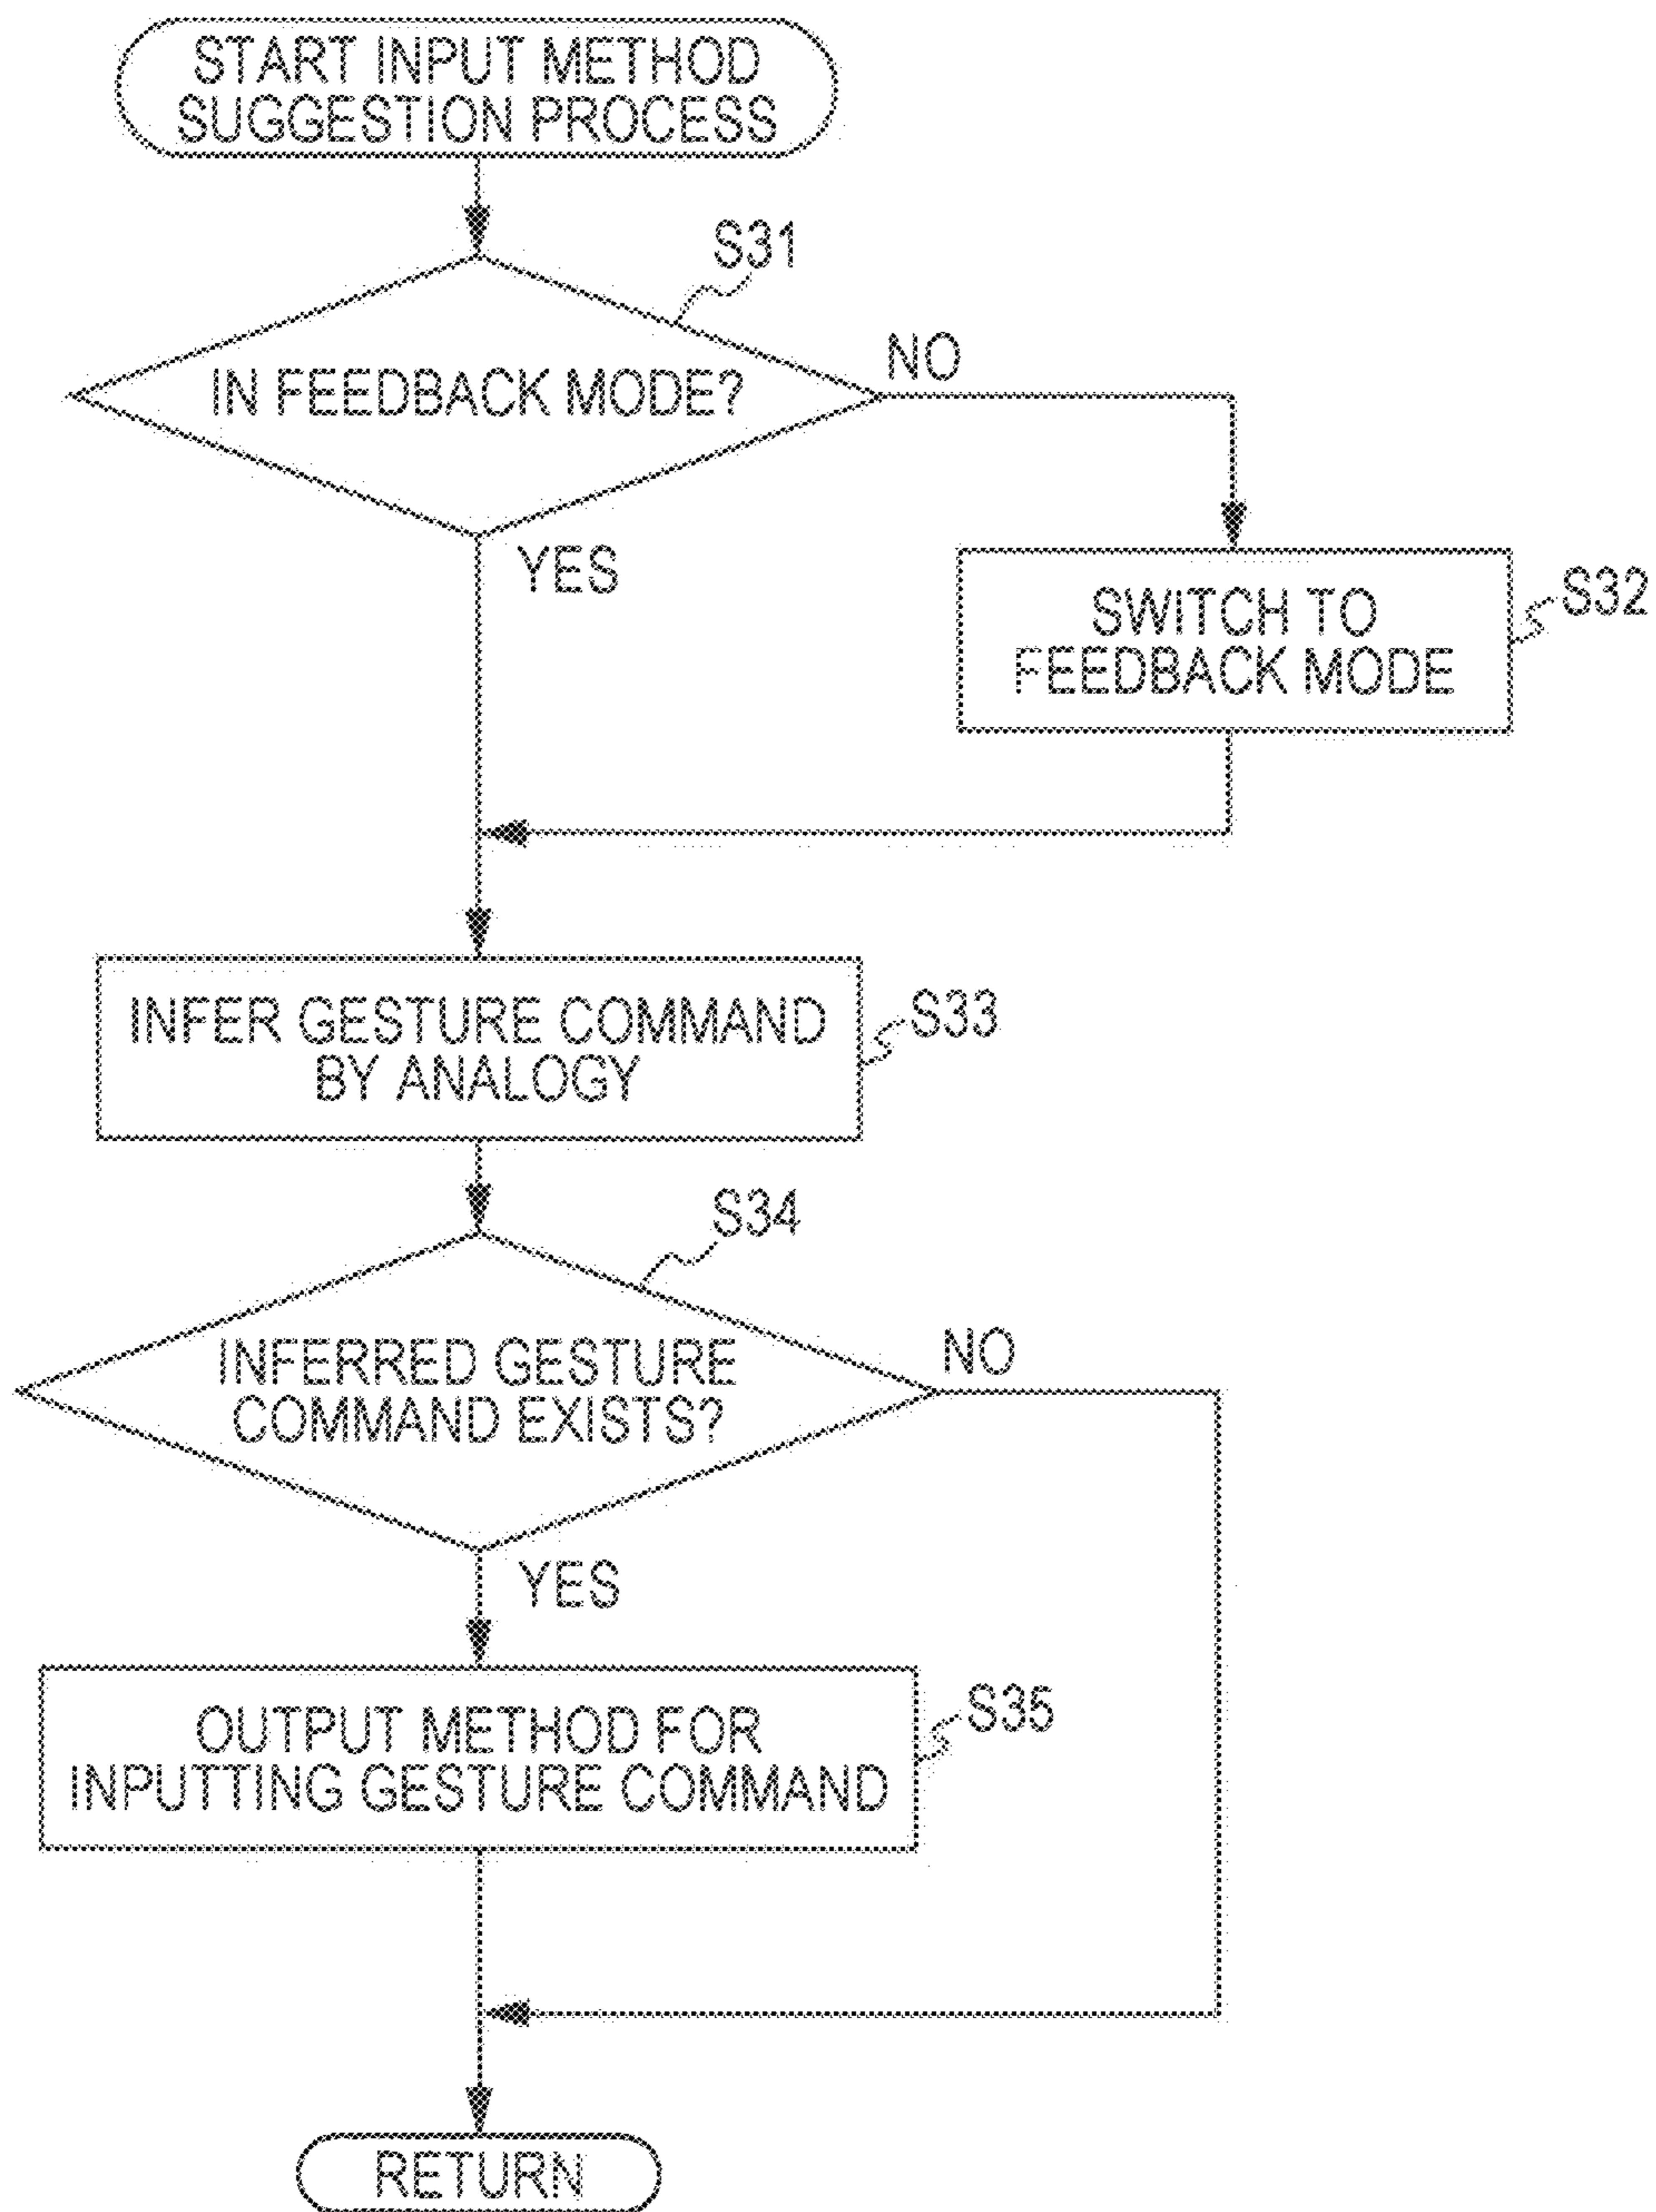 START INPUT METHOD
SUGGESTION PROCESS
S31
IN FEEDBACK MODE?
NO
YES
SWITCH TO
FEEDBACK MODE
S32
INFER GESTURE COMMAND
BY ANALOGY
S33
S34
INFERRED GESTURE
COMMAND EXISTS?
NO
YES
OUTPUT METHOD FOR
INPUTTING GESTURE COMMAND
S35
RETURN